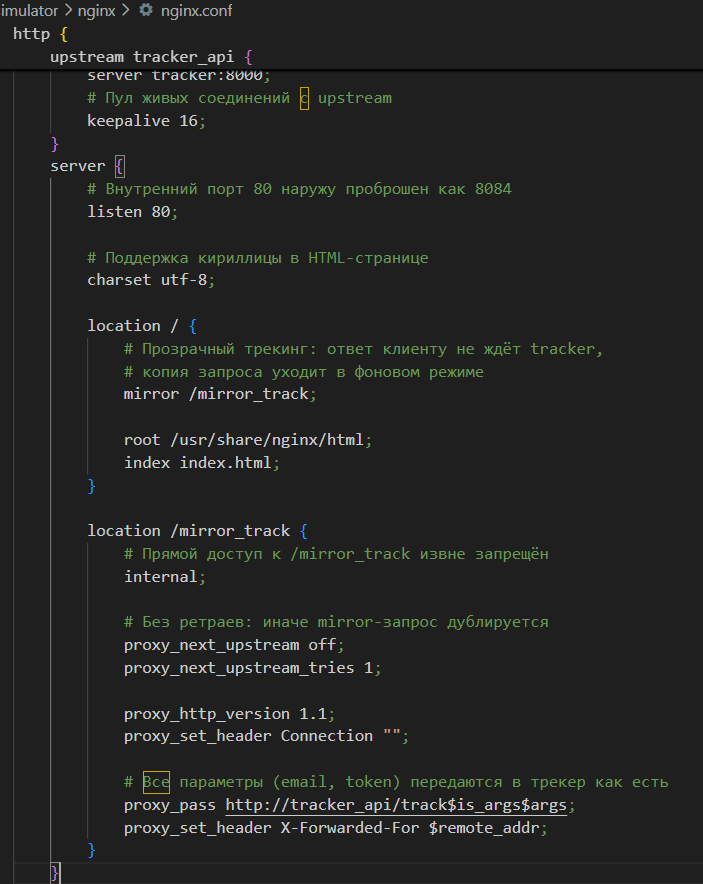 imulator > nginx > nginx.conf
http {
upstream tracker_api {
server tracker:8000;
# Пул живых соединений с upstream
keepalive 16;
}
server {
# Внутренний порт 80 наружу проброшен как 8084
listen 80;
# Поддержка кириллицы в HTML-странице
charset utf-8;
location / {
# Прозрачный трекинг: ответ клиенту не ждёт tracker,
# копия запроса уходит в фоновом режиме
mirror /mirror_track;
root /usr/share/nginx/html;
index index.html;
}
location /mirror_track {
# Прямой доступ к /mirror_track извне запрещён
internal;
# Без ретраев: иначе mirror-запрос дублируется
proxy_next_upstream off;
proxy_next_upstream_tries 1;
proxy_http_version 1.1;
proxy_set_header Connection "";
# Все параметры (email, token) передаются в трекер как есть
proxy_pass http://tracker_api/track$is_args$args;
proxy_set_header X-Forwarded-For $remote_addr;
}
}